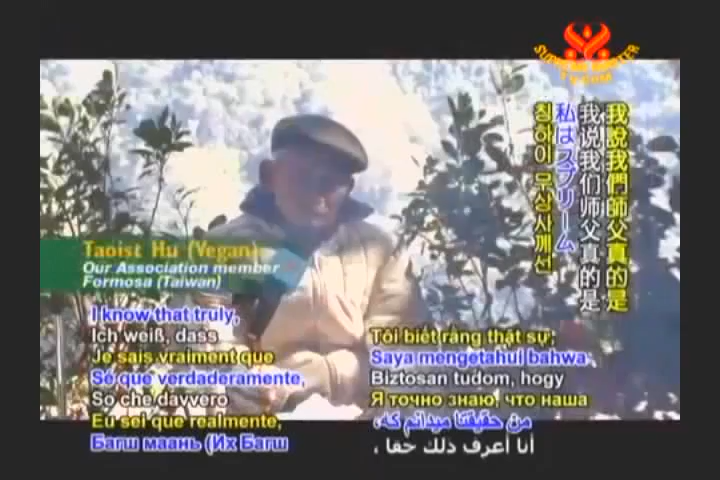 SUPREME MASTER
TV.COM
我說我們師父真的是
我说我们师父真的是
私はスプリーム
칭하이 무상사께선
Taoist Hu (Vegan)
Our Association member
Formosa (Taiwan)
I know that truly,
Ich weiß, dass
Je sais vraiment que
Sé que verdaderamente,
So che davvero
Eu sei que realmente,
Багш маань (Их Багш
Tôi biết rằng thật sự,
Saya mengetahui bahwa
Biztosan tudom, hogy
Я точно знаю, что наша
من حقیقتا میدانم که،
أنا أعرف ذلك حقا ،